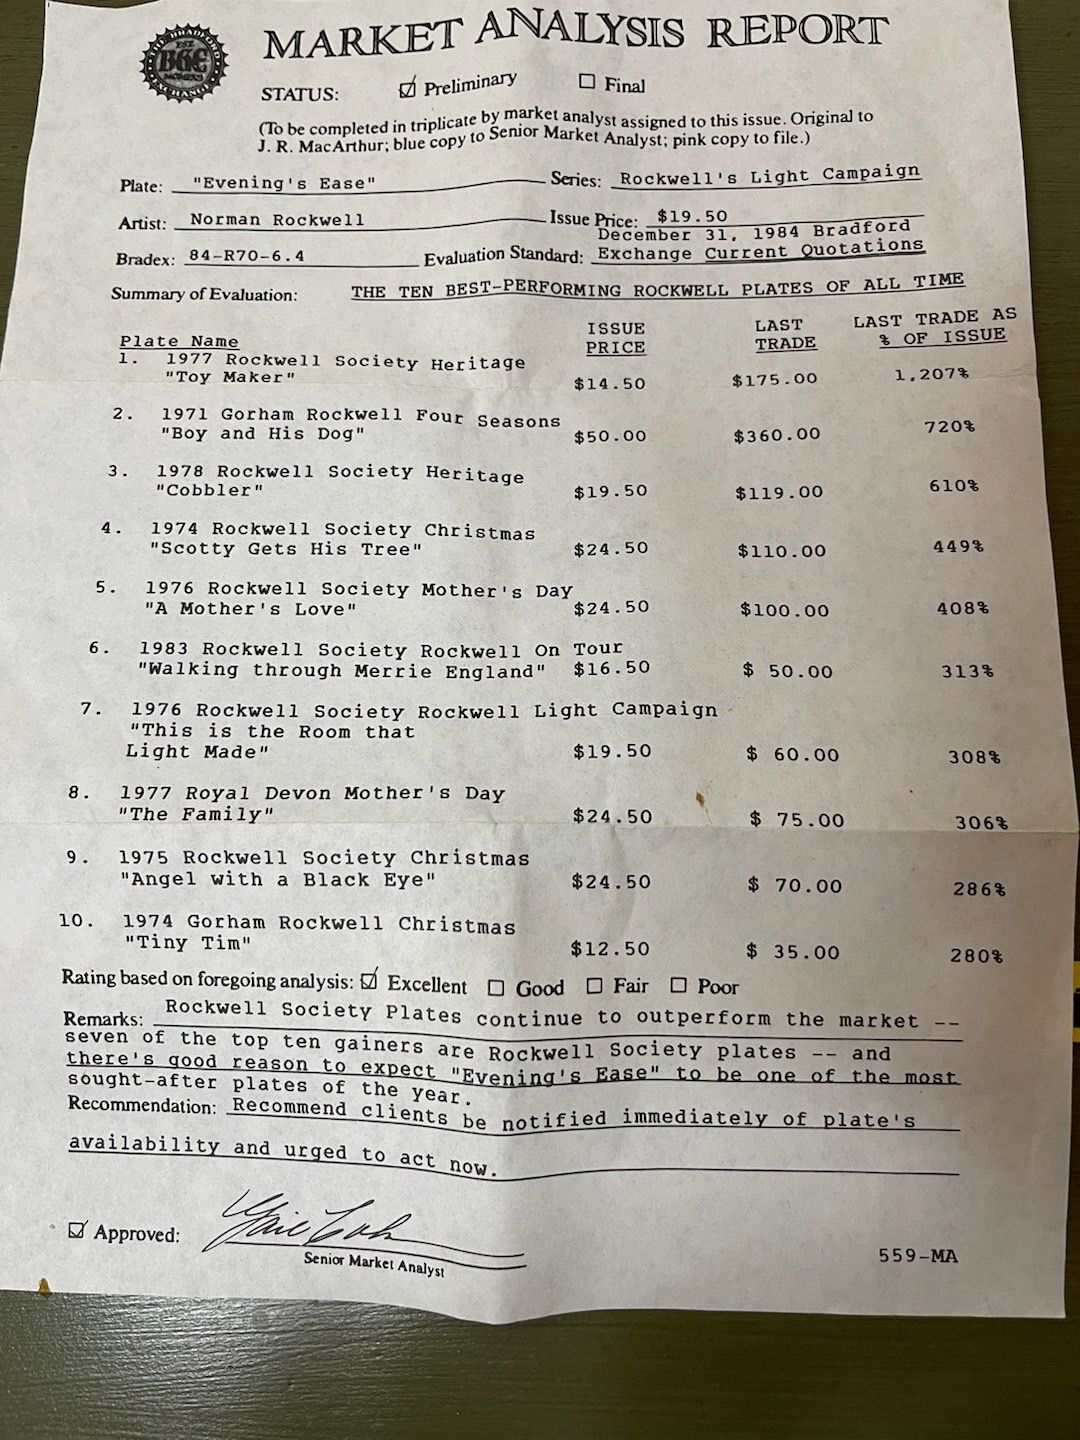 THE BRADFORD EXCHANGE
EST.
BGE
MCMLXXIII
MARKET ANALYSIS REPORT
STATUS: ☑ Preliminary ☐ Final
(To be completed in triplicate by market analyst assigned to this issue. Original to
J. R. MacArthur; blue copy to Senior Market Analyst; pink copy to file.)
Plate: "Evening's Ease" Series: Rockwell's Light Campaign
Artist: Norman Rockwell Issue Price: $19.50
December 31, 1984 Bradford
Bradex: 84-R70-6.4 Evaluation Standard: Exchange Current Quotations
Summary of Evaluation: THE TEN BEST-PERFORMING ROCKWELL PLATES OF ALL TIME
ISSUE LAST LAST TRADE AS
Plate Name PRICE TRADE % OF ISSUE
1. 1977 Rockwell Society Heritage
"Toy Maker" $14.50 $175.00 1,207%
2. 1971 Gorham Rockwell Four Seasons
"Boy and His Dog" $50.00 $360.00 720%
3. 1978 Rockwell Society Heritage
"Cobbler" $19.50 $119.00 610%
4. 1974 Rockwell Society Christmas
"Scotty Gets His Tree" $24.50 $110.00 449%
5. 1976 Rockwell Society Mother's Day
"A Mother's Love" $24.50 $100.00 408%
6. 1983 Rockwell Society Rockwell On Tour
"Walking through Merrie England" $16.50 $ 50.00 313%
7. 1976 Rockwell Society Rockwell Light Campaign
"This is the Room that
Light Made" $19.50 $ 60.00 308%
8. 1977 Royal Devon Mother's Day
"The Family" $24.50 $ 75.00 306%
9. 1975 Rockwell Society Christmas
"Angel with a Black Eye" $24.50 $ 70.00 286%
10. 1974 Gorham Rockwell Christmas
"Tiny Tim" $12.50 $ 35.00 280%
Rating based on foregoing analysis: ☑ Excellent ☐ Good ☐ Fair ☐ Poor
Remarks: Rockwell Society Plates continue to outperform the market --
seven of the top ten gainers are Rockwell Society plates -- and
there's good reason to expect "Evening's Ease" to be one of the most
sought-after plates of the year.
Recommendation: Recommend clients be notified immediately of plate's
availability and urged to act now.
☑ Approved:
Senior Market Analyst
559-MA